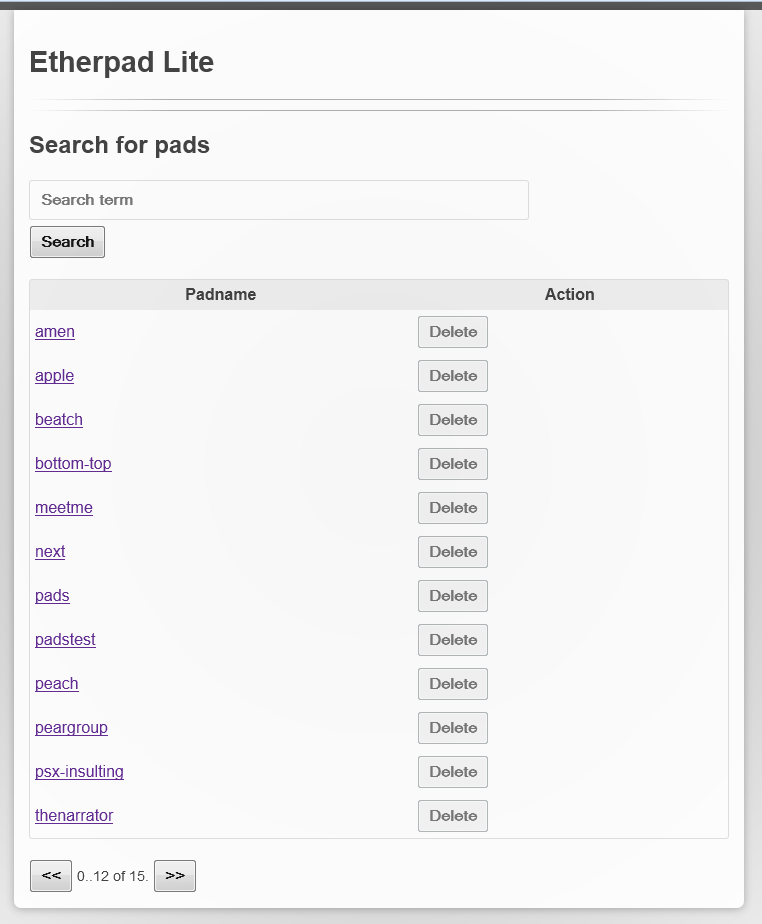 Etherpad Lite
Search for pads
Search term
Search
Padname Action
amen Delete
apple Delete
beatch Delete
bottom-top Delete
meetme Delete
next Delete
pads Delete
padstest Delete
peach Delete
peargroup Delete
psx-insulting Delete
thenarrator Delete
<< 0..12 of 15. >>